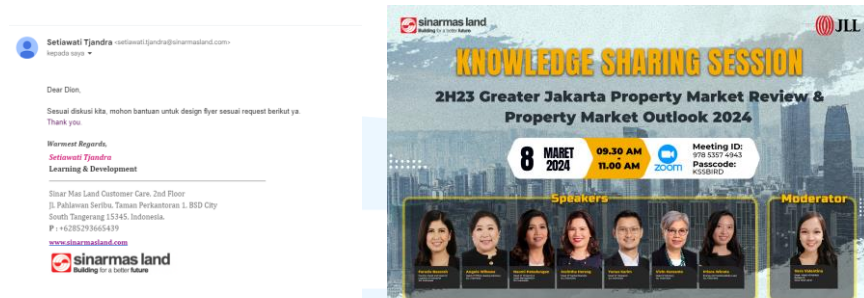 Setiawati Tjandra <setiawati.tjandra@sinarmasland.com>
kepada saya
Dear Dion,
Sesuai diskusi kita, mohon bantuan untuk design flyer sesuai request berikut ya.
Thank you.
Warmest Regards,
Setiawati Tjandra
Learning & Development
Sinar Mas Land Customer Care, 2nd Floor
Jl. Pahlawan Seribu, Taman Perkantoran 1, BSD City
South Tangerang 15345. Indonesia.
P : +6285293665439
www.sinarmasland.com
sinarmas land
Building for a better future
sinarmas land
Building for a better future
JLL
KNOWLEDGE SHARING SESSION
2H23 Greater Jakarta Property Market Review &
Property Market Outlook 2024
8 MARET 2024
09.30 AM
-
11.00 AM
zoom
Meeting ID:
978 5357 4943
Passcode:
KSSBIRD
Speakers
Moderator